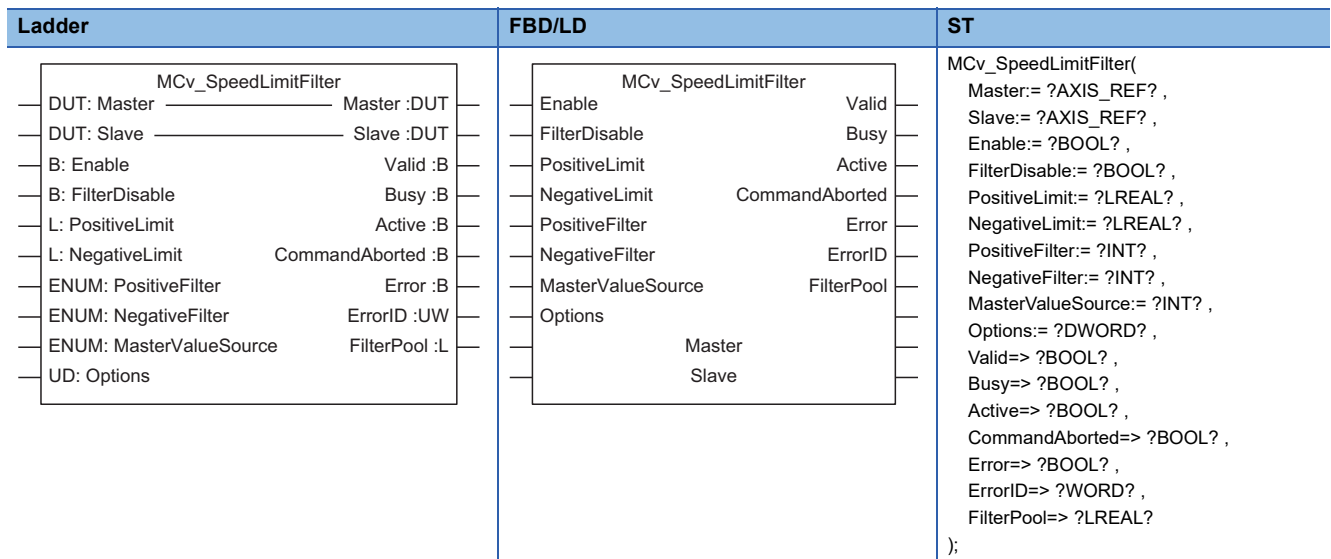 Ladder
FBD/LD
ST
MCv_SpeedLimitFilter
DUT: Master Master :DUT
DUT: Slave Slave :DUT
B: Enable Valid :B
B: FilterDisable Busy :B
L: PositiveLimit Active :B
L: NegativeLimit CommandAborted :B
ENUM: PositiveFilter Error :B
ENUM: NegativeFilter ErrorID :UW
ENUM: MasterValueSource FilterPool :L
UD: Options
MCv_SpeedLimitFilter
Enable Valid
FilterDisable Busy
PositiveLimit Active
NegativeLimit CommandAborted
PositiveFilter Error
NegativeFilter ErrorID
MasterValueSource FilterPool
Options
Master
Slave
MCv_SpeedLimitFilter(
Master:= ?AXIS_REF? ,
Slave:= ?AXIS_REF? ,
Enable:= ?BOOL? ,
FilterDisable:= ?BOOL? ,
PositiveLimit:= ?LREAL? ,
NegativeLimit:= ?LREAL? ,
PositiveFilter:= ?INT? ,
NegativeFilter:= ?INT? ,
MasterValueSource:= ?INT? ,
Options:= ?DWORD? ,
Valid=> ?BOOL? ,
Busy=> ?BOOL? ,
Active=> ?BOOL? ,
CommandAborted=> ?BOOL? ,
Error=> ?BOOL? ,
ErrorID=> ?WORD? ,
FilterPool=> ?LREAL?
);